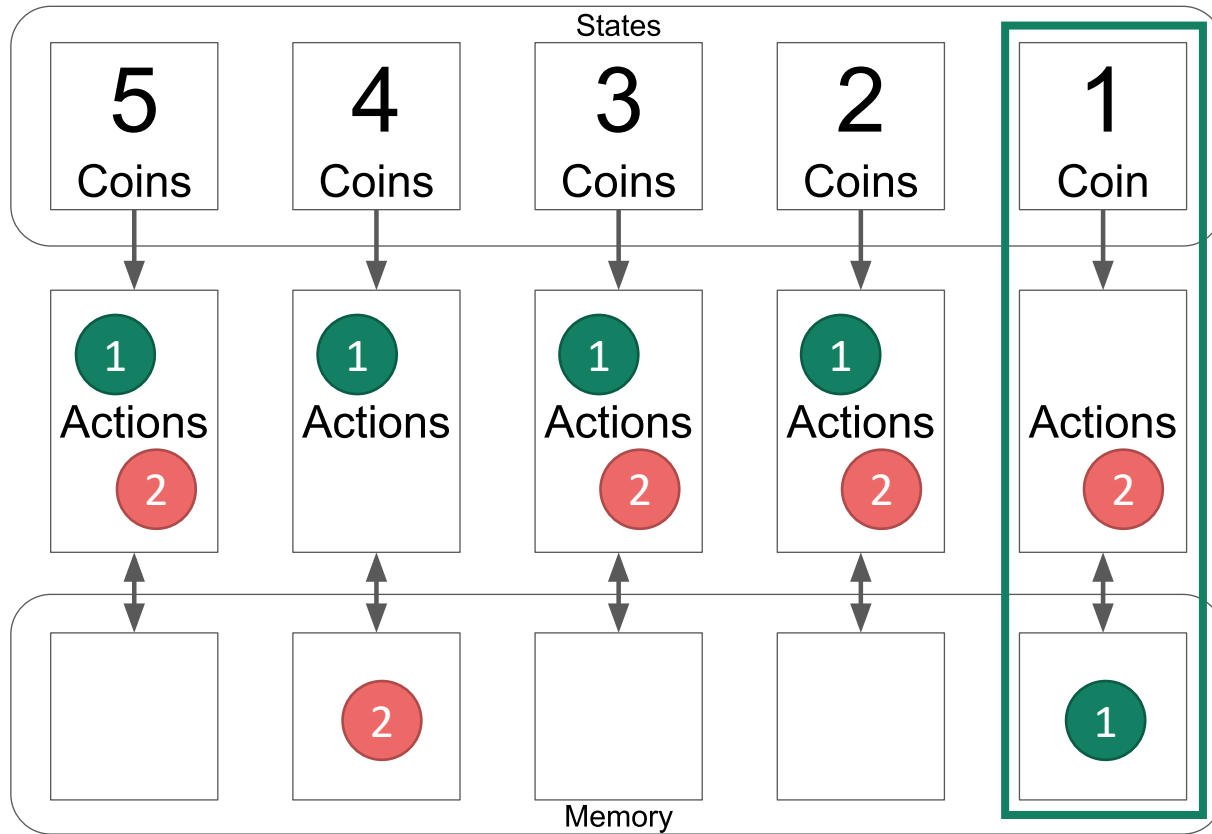 States
5 4 3 2 1
Coins Coins Coins Coins Coin
1 1 1 1
Actions Actions Actions Actions Actions
2 2 2 2
2 1
Memory